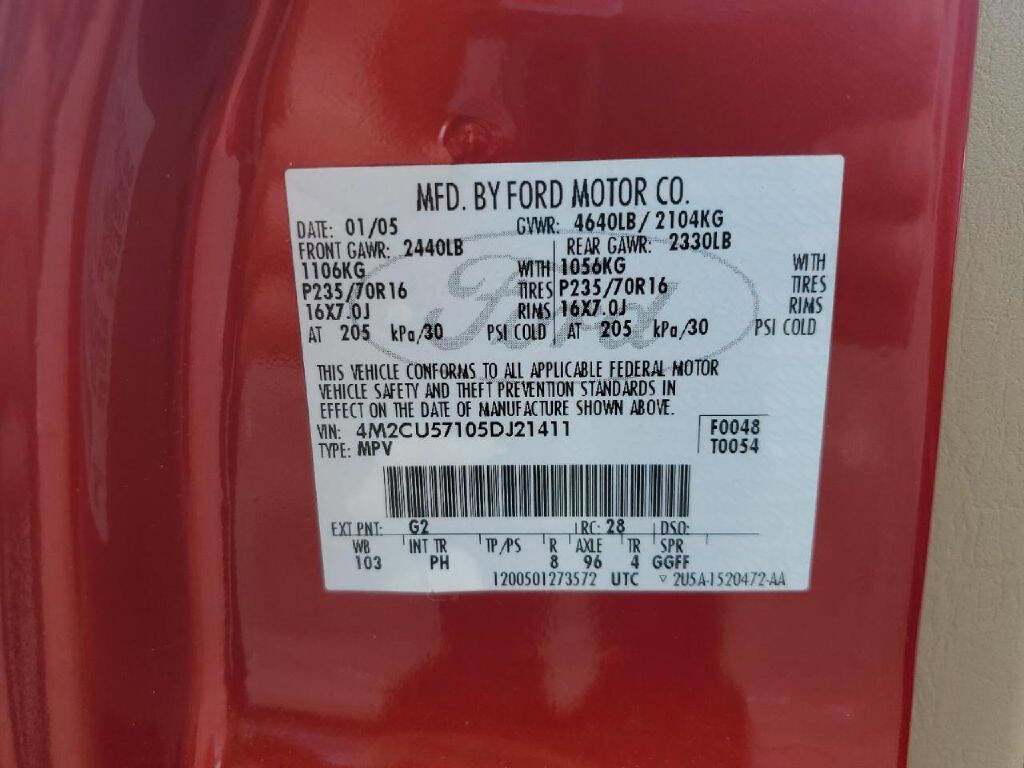 MFD. BY FORD MOTOR CO.
DATE: 01/05 GVWR: 4640LB/ 2104KG
FRONT GAWR: 2440LB REAR GAWR: 2330LB
1106KG WITH 1056KG WITH
P235/70R16 TIRES P235/70R16 TIRES
16X7.0J RIMS 16X7.0J RIMS
AT 205 kPa/30 PSI COLD AT 205 kPa/30 PSI COLD
Ford
THIS VEHICLE CONFORMS TO ALL APPLICABLE FEDERAL MOTOR
VEHICLE SAFETY AND THEFT PREVENTION STANDARDS IN
EFFECT ON THE DATE OF MANUFACTURE SHOWN ABOVE.
VIN: 4M2CU57105DJ21411 F0048
TYPE: MPV T0054
EXT PNT: G2 RC: 28 DSO:
WB INT TR TP/PS R AXLE TR SPR
103 PH 8 96 4 GGFF
1200501273572 UTC ▽ 2U5A-1520472-AA